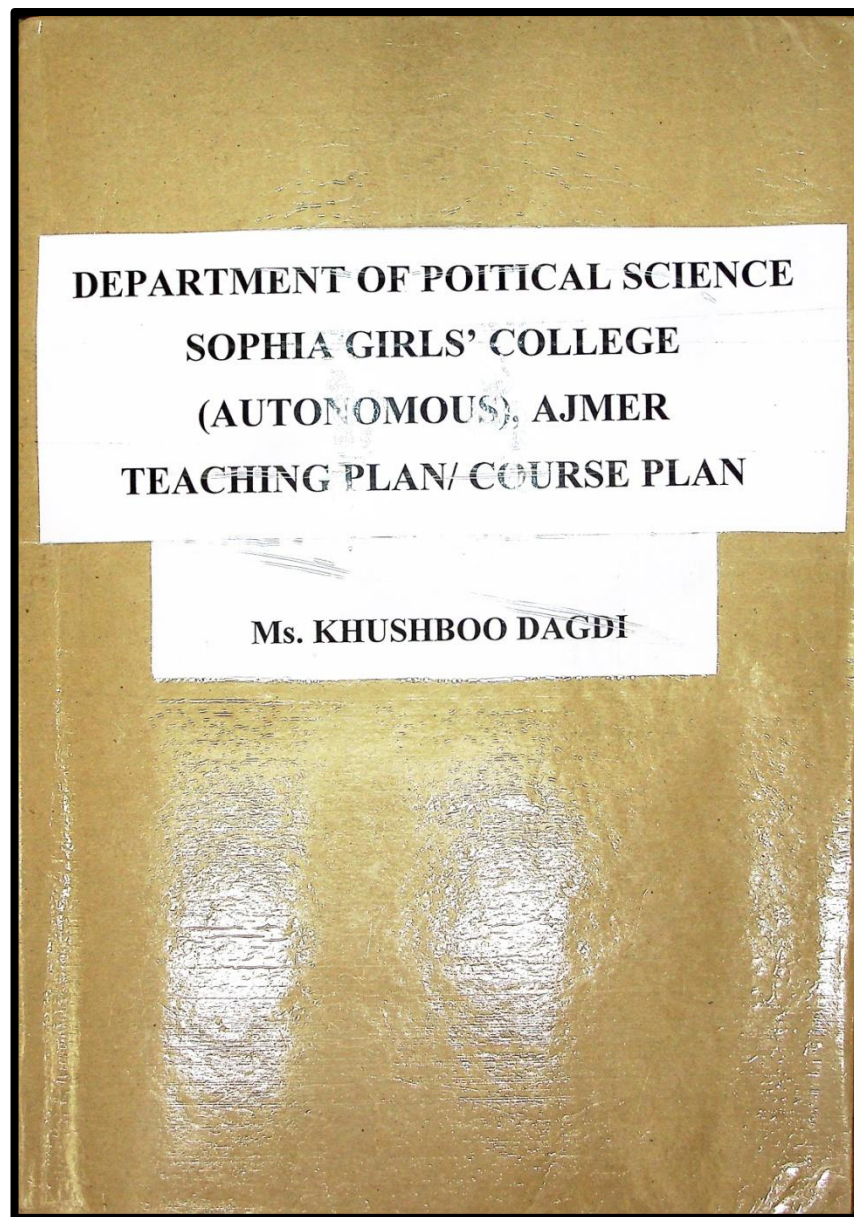 DEPARTMENT OF POITICAL SCIENCE
SOPHIA GIRLS' COLLEGE
(AUTONOMOUS), AJMER
TEACHING PLAN/ COURSE PLAN
Ms. KHUSHBOO DAGDI